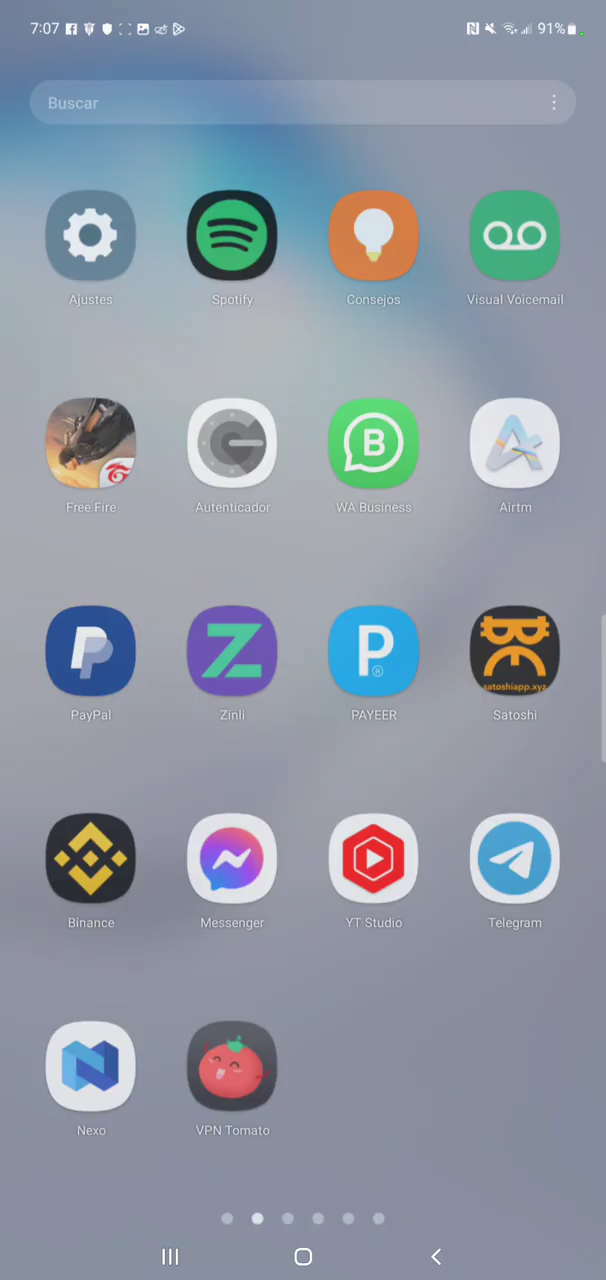 7:07
91%
Buscar
Ajustes
Spotify
Consejos
Visual Voicemail
B
Free Fire
Autenticador
WA Business
Airtm
satoshiapp.xyz
PayPal
Zinli
PAYEER
Satoshi
Binance
Messenger
YT Studio
Telegram
Nexo
VPN Tomato